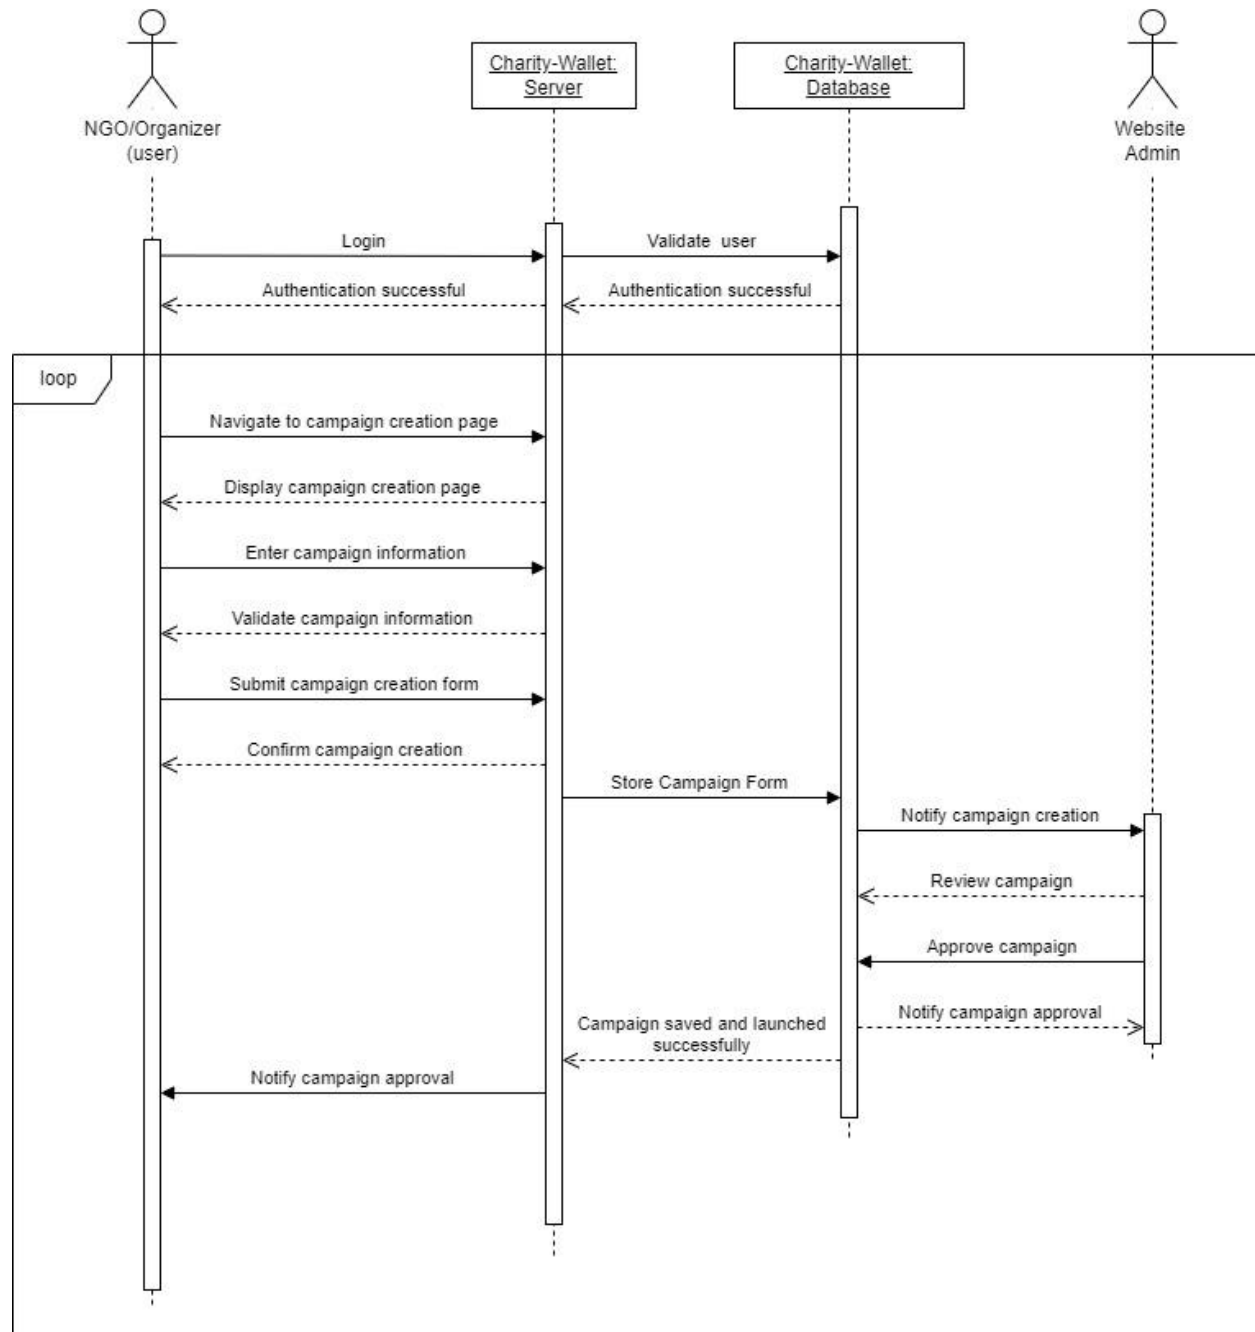 NGO/Organizer
(user)
Charity-Wallet:
Server
Charity-Wallet:
Database
Website
Admin
Login
Validate user
Authentication successful
Authentication successful
loop
Navigate to campaign creation page
Display campaign creation page
Enter campaign information
Validate campaign information
Submit campaign creation form
Confirm campaign creation
Store Campaign Form
Notify campaign creation
Review campaign
Approve campaign
Notify campaign approval
Campaign saved and launched
successfully
Notify campaign approval